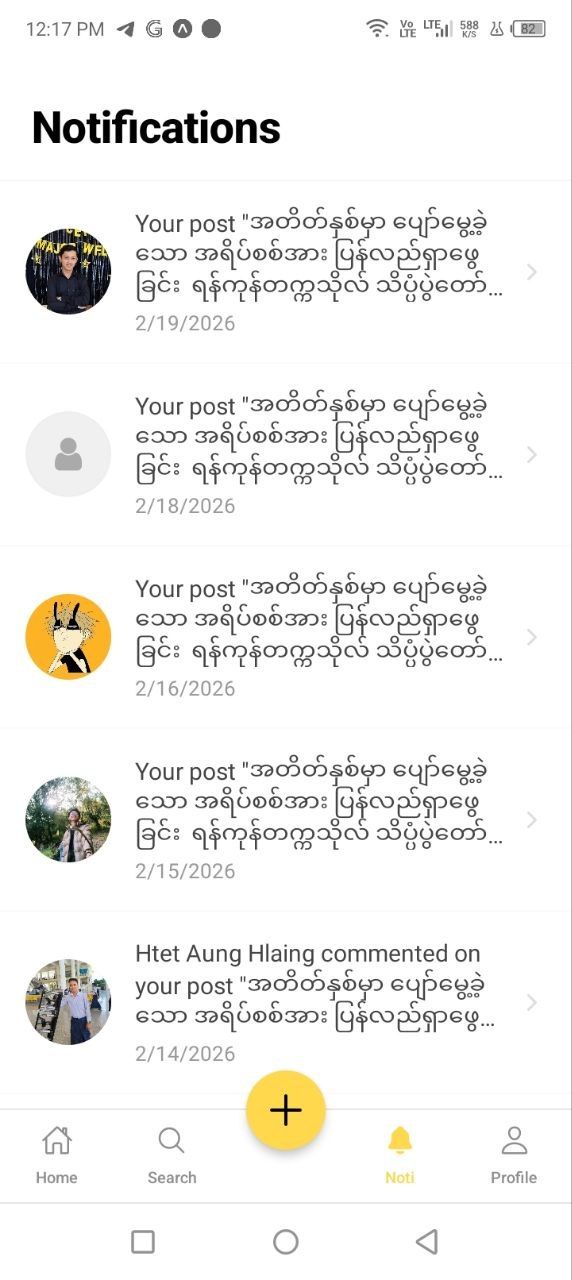 12:17 PM
Vo LTE
LTE
588 K/S
82
Notifications
Your post "အတိတ်နှစ်မှာ ပျော်မွေ့ခဲ့
သော အရိပ်စစ်အား ပြန်လည်ရှာဖွေ
ခြင်း  ရန်ကုန်တက္ကသိုလ် သိပ္ပံပွဲတော်...
2/19/2026
Your post "အတိတ်နှစ်မှာ ပျော်မွေ့ခဲ့
သော အရိပ်စစ်အား ပြန်လည်ရှာဖွေ
ခြင်း  ရန်ကုန်တက္ကသိုလ် သိပ္ပံပွဲတော်...
2/18/2026
Your post "အတိတ်နှစ်မှာ ပျော်မွေ့ခဲ့
သော အရိပ်စစ်အား ပြန်လည်ရှာဖွေ
ခြင်း  ရန်ကုန်တက္ကသိုလ် သိပ္ပံပွဲတော်...
2/16/2026
Your post "အတိတ်နှစ်မှာ ပျော်မွေ့ခဲ့
သော အရိပ်စစ်အား ပြန်လည်ရှာဖွေ
ခြင်း  ရန်ကုန်တက္ကသိုလ် သိပ္ပံပွဲတော်...
2/15/2026
Htet Aung Hlaing commented on
your post "အတိတ်နှစ်မှာ ပျော်မွေ့ခဲ့
သော အရိပ်စစ်အား ပြန်လည်ရှာဖွေ...
2/14/2026
Home
Search
Noti
Profile